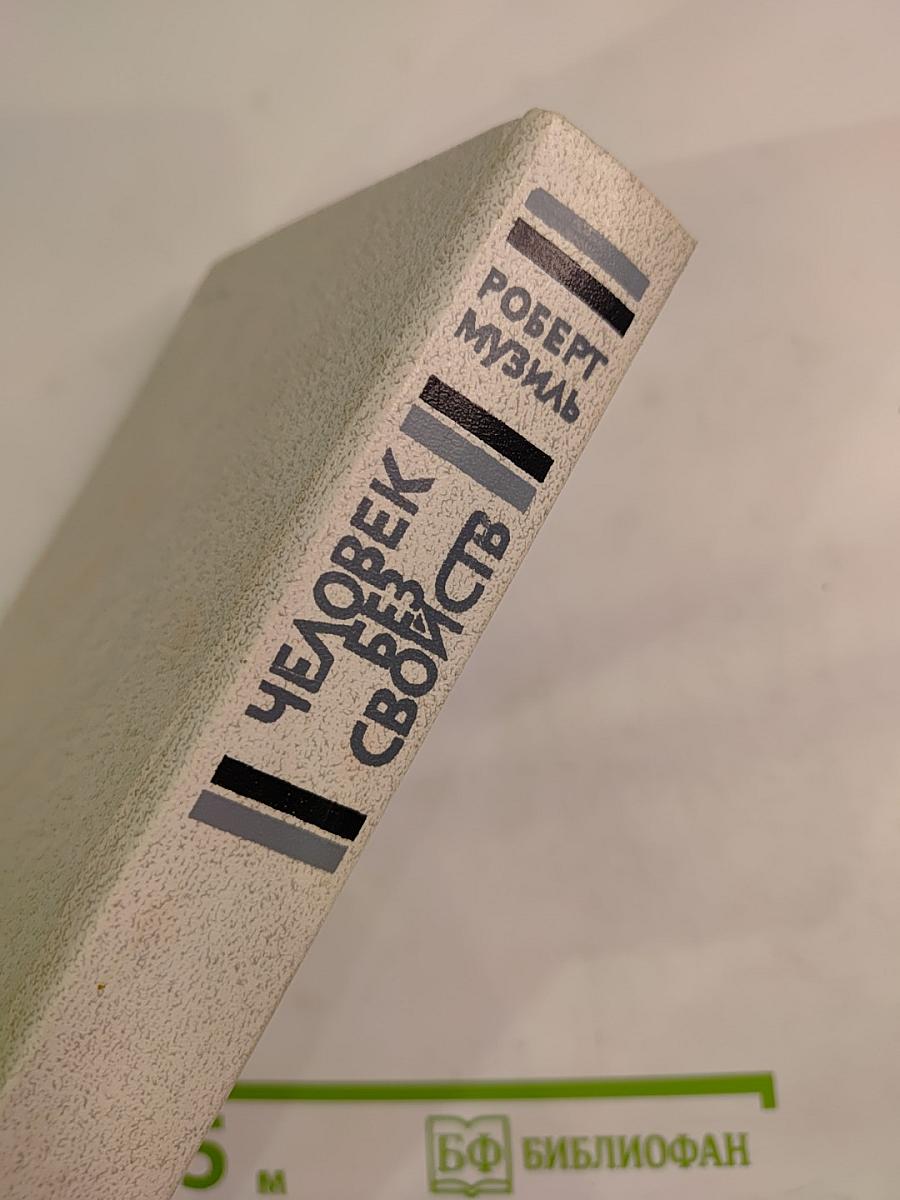 РОБЕРТ
МУЗИЛЬ
ЧЕЛОВЕК
БЕЗ
СВОЙСТВ
м
БФ БИБЛИОФАН